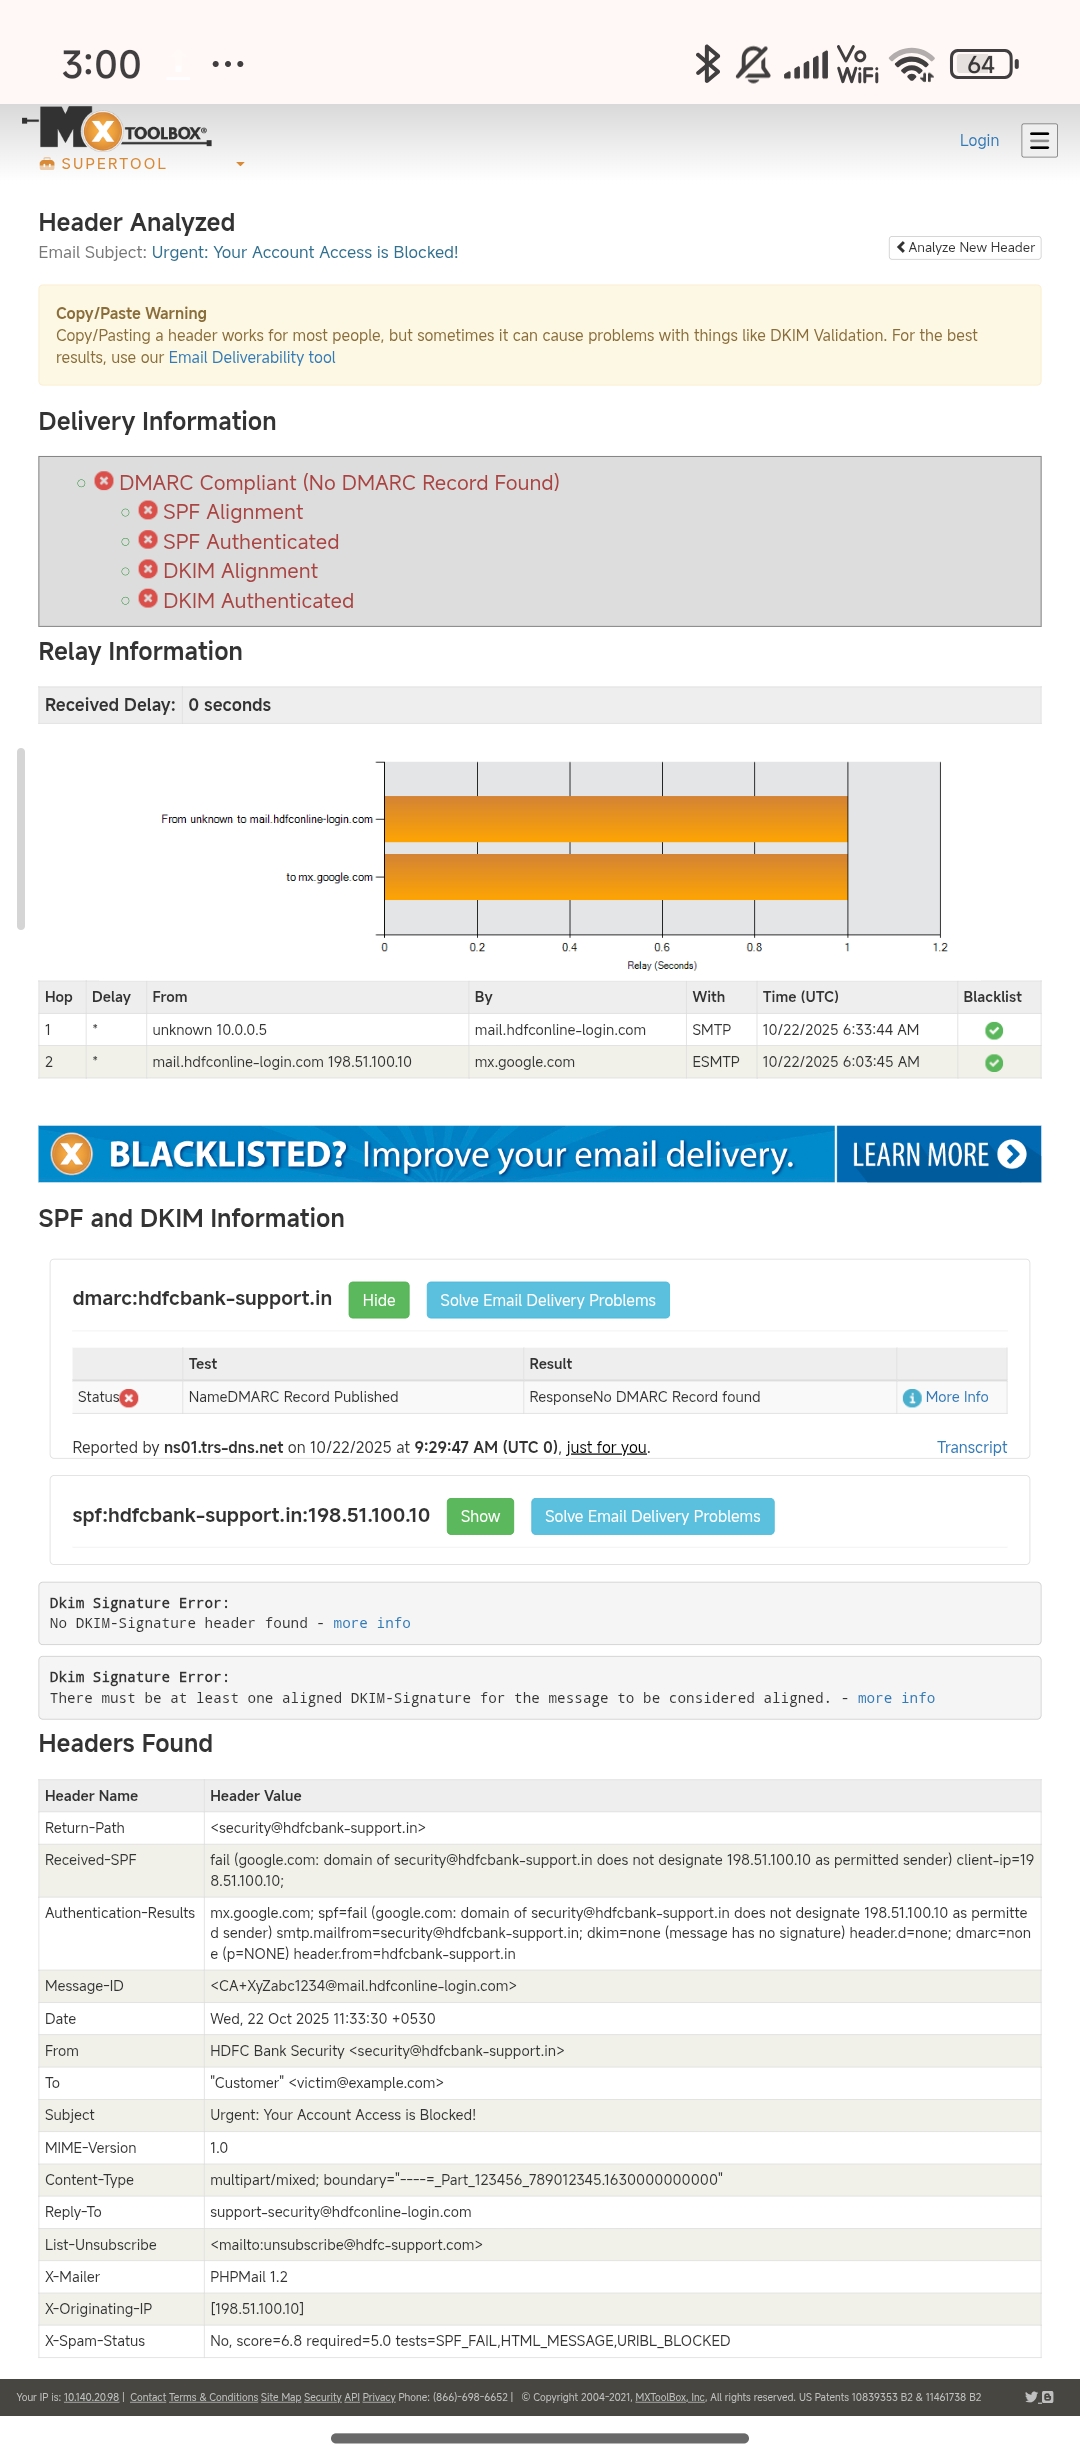 3:00 ... Vo WiFi 64
MX TOOLBOX®
SUPERTOOL
Login
Header Analyzed
Email Subject: Urgent: Your Account Access is Blocked!
Analyze New Header
Copy/Paste Warning
Copy/Pasting a header works for most people, but sometimes it can cause problems with things like DKIM Validation. For the best
results, use our Email Deliverability tool
Delivery Information
DMARC Compliant (No DMARC Record Found)
SPF Alignment
SPF Authenticated
DKIM Alignment
DKIM Authenticated
Relay Information
Received Delay: 0 seconds
From unknown to mail.hdfconline-login.com
to mx.google.com
0 0.2 0.4 0.6 0.8 1 1.2
Relay (Seconds)
Hop Delay From By With Time (UTC) Blacklist
1 * unknown 10.0.0.5 mail.hdfconline-login.com SMTP 10/22/2025 6:33:44 AM
2 * mail.hdfconline-login.com 198.51.100.10 mx.google.com ESMTP 10/22/2025 6:03:45 AM
X BLACKLISTED? Improve your email delivery. LEARN MORE
SPF and DKIM Information
dmarc:hdfcbank-support.in Hide Solve Email Delivery Problems
Test Result
Status NameDMARC Record Published ResponseNo DMARC Record found More Info
Reported by ns01.trs-dns.net on 10/22/2025 at 9:29:47 AM (UTC 0), just for you. Transcript
spf:hdfcbank-support.in:198.51.100.10 Show Solve Email Delivery Problems
Dkim Signature Error:
No DKIM-Signature header found - more info
Dkim Signature Error:
There must be at least one aligned DKIM-Signature for the message to be considered aligned. - more info
Headers Found
Header Name Header Value
Return-Path <security@hdfcbank-support.in>
Received-SPF fail (google.com: domain of security@hdfcbank-support.in does not designate 198.51.100.10 as permitted sender) client-ip=19
8.51.100.10;
Authentication-Results mx.google.com; spf=fail (google.com: domain of security@hdfcbank-support.in does not designate 198.51.100.10 as permitte
d sender) smtp.mailfrom=security@hdfcbank-support.in; dkim=none (message has no signature) header.d=none; dmarc=non
e (p=NONE) header.from=hdfcbank-support.in
Message-ID <CA+XyZabc1234@mail.hdfconline-login.com>
Date Wed, 22 Oct 2025 11:33:30 +0530
From HDFC Bank Security <security@hdfcbank-support.in>
To "Customer" <victim@example.com>
Subject Urgent: Your Account Access is Blocked!
MIME-Version 1.0
Content-Type multipart/mixed; boundary="----=_Part_123456_789012345.1630000000000"
Reply-To support-security@hdfconline-login.com
List-Unsubscribe <mailto:unsubscribe@hdfc-support.com>
X-Mailer PHPMail 1.2
X-Originating-IP [198.51.100.10]
X-Spam-Status No, score=6.8 required=5.0 tests=SPF_FAIL,HTML_MESSAGE,URIBL_BLOCKED
Your IP is: 10.140.20.98 | Contact Terms & Conditions Site Map Security API Privacy Phone: (866)-698-6652 | © Copyright 2004-2021, MXToolBox, Inc, All rights reserved. US Patents 10839353 B2 & 11461738 B2